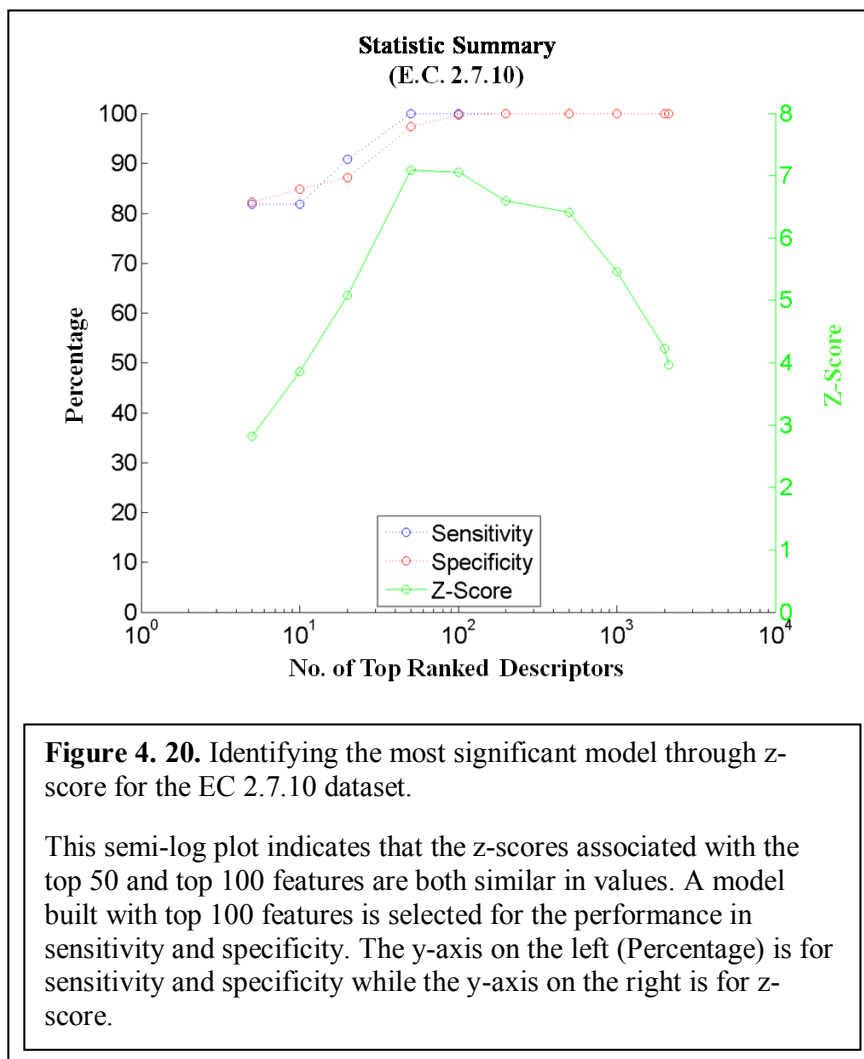 Statistic Summary
(E.C. 2.7.10)
100
90
80
70
60
50
40
30
20
10
0
Percentage
8
7
6
5
4
3
2
1
0
Z-Score
Sensitivity
Specificity
Z-Score
10^0
10^1
10^2
10^3
10^4
No. of Top Ranked Descriptors
Figure 4. 20. Identifying the most significant model through z-
score for the EC 2.7.10 dataset.
This semi-log plot indicates that the z-scores associated with the
top 50 and top 100 features are both similar in values. A model
built with top 100 features is selected for the performance in
sensitivity and specificity. The y-axis on the left (Percentage) is for
sensitivity and specificity while the y-axis on the right is for z-
score.